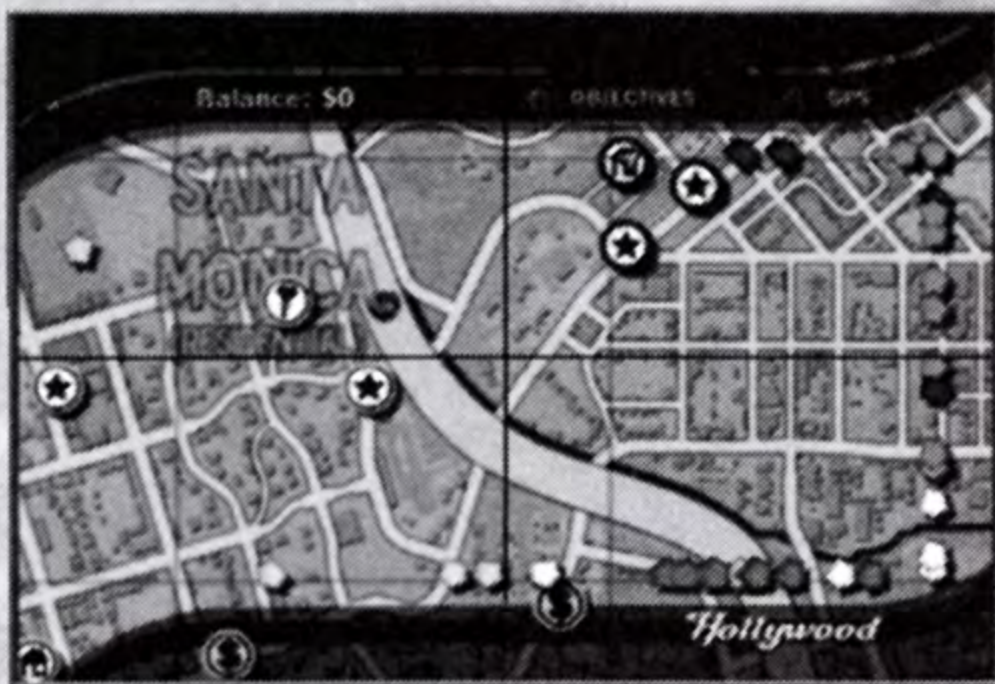 Balance: $0
OBJECTIVES
GPS
SANTA
MONICA
Hollywood